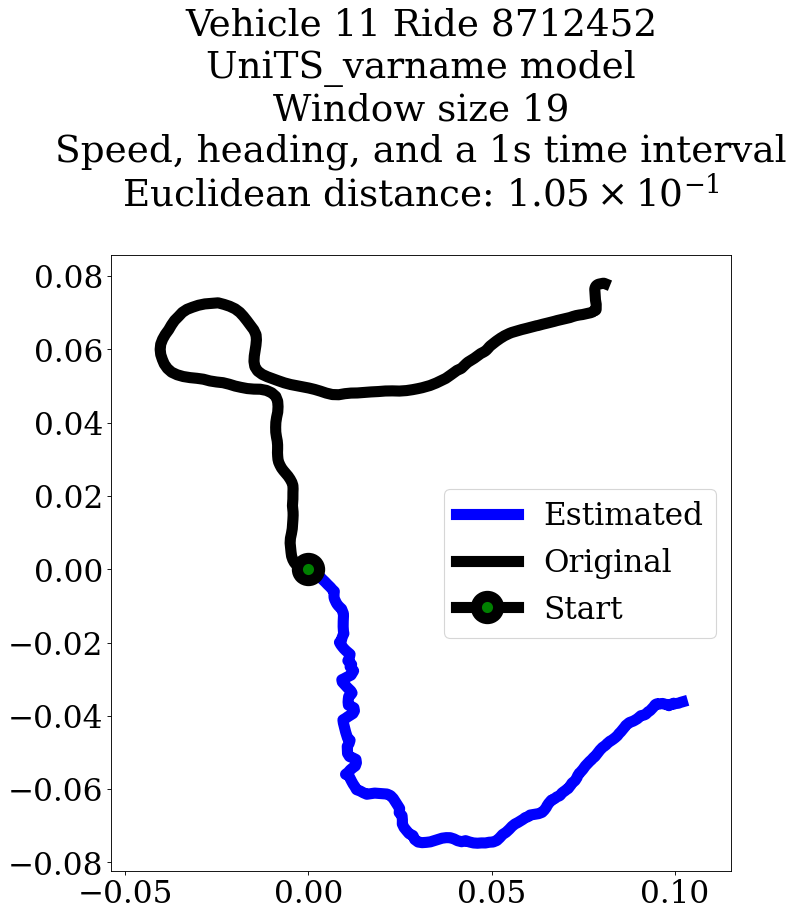 Vehicle 11 Ride 8712452
UniTS_varname model
Window size 19
Speed, heading, and a 1s time interval
Euclidean distance: 1.05 × 10⁻¹
0.08
0.06
0.04
0.02
0.00
−0.02
−0.04
−0.06
−0.08
Estimated
Original
Start
−0.05
0.00
0.05
0.10